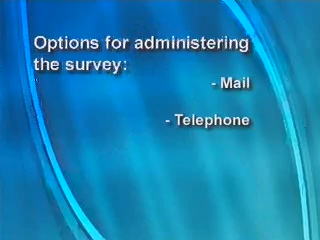 Options for administering
the survey:
- Mail
- Telephone